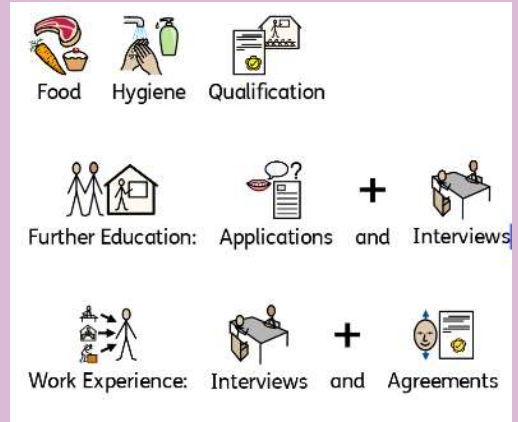 Food Hygiene Qualification
Further Education: Applications and Interviews
Work Experience: Interviews and Agreements